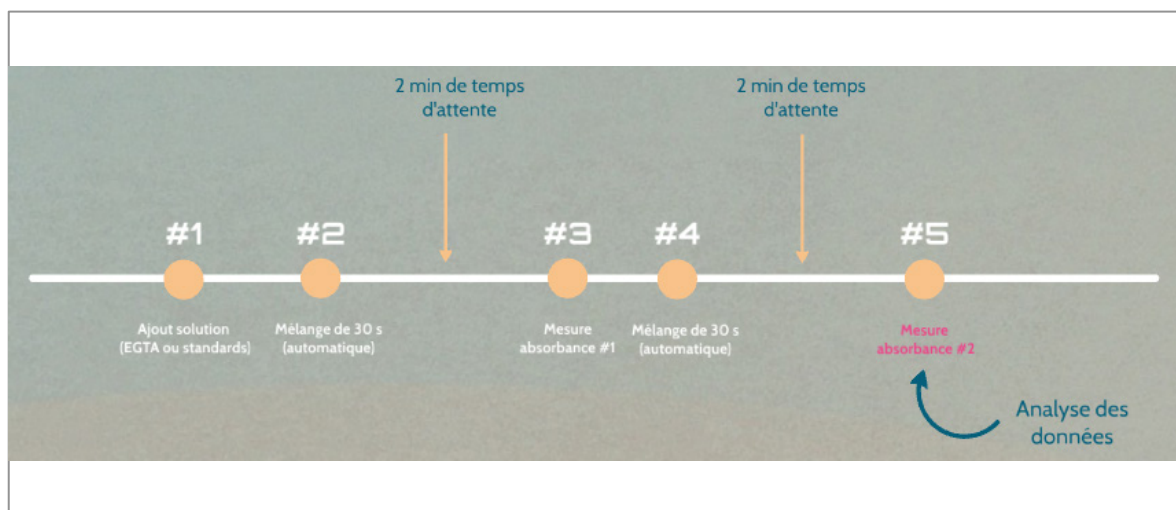 2 min de temps
d'attente
2 min de temps
d'attente
#1
#2
#3
#4
#5
Ajout solution
(EGTA ou standards)
Mélange de 30 s
(automatique)
Mesure
absorbance #1
Mélange de 30 s
(automatique)
Mesure
absorbance #2
Analyse des
données